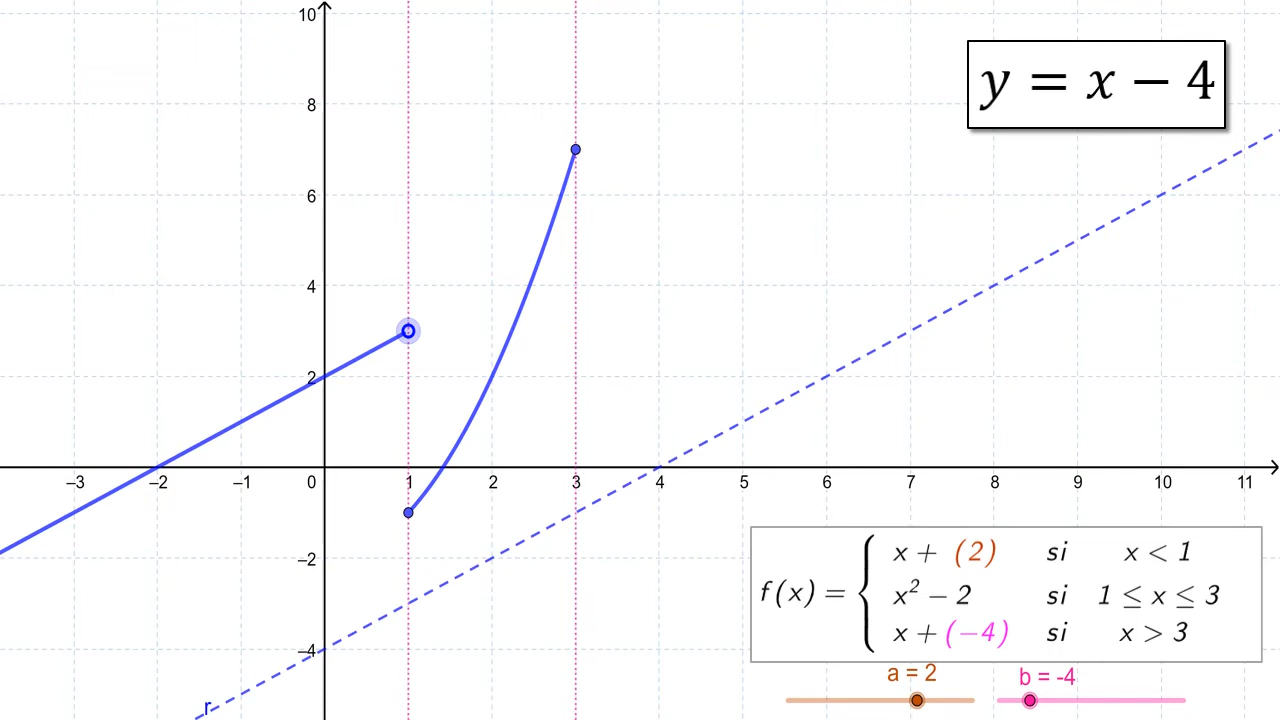 10
y = x − 4
8
6
4
2
−3 −2 −1 0 1 2 3 4 5 6 7 8 9 10 11
−2
−4
r
f(x) = {
x + (2) si x < 1
x² − 2 si 1 ≤ x ≤ 3
x + (−4) si x > 3
a = 2 b = -4